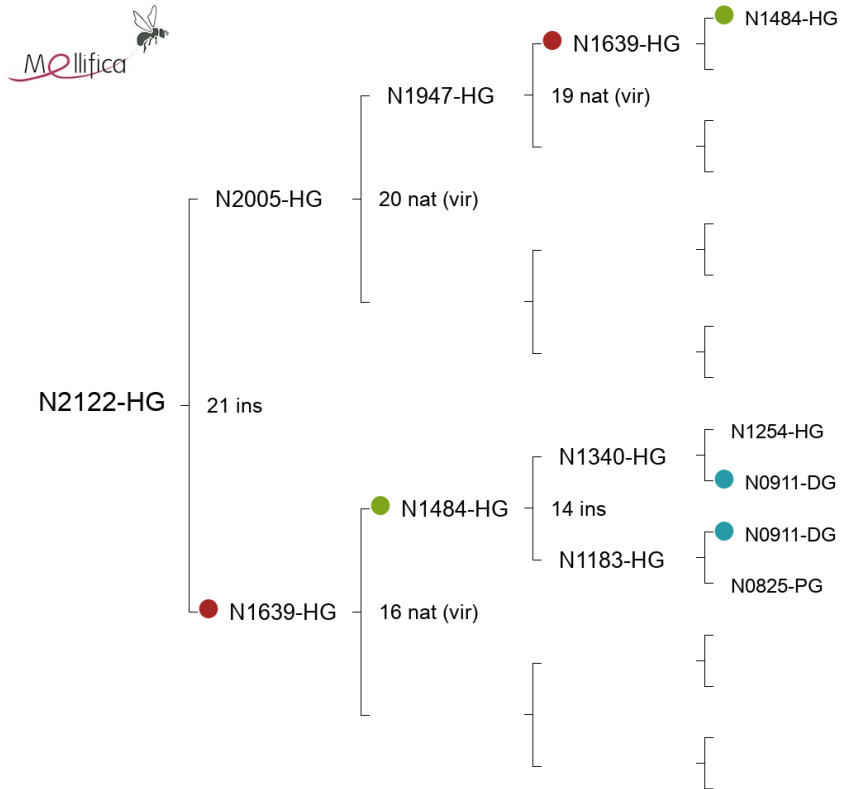 Mellifica
N1484-HG
N1639-HG
N1947-HG
19 nat (vir)
N2005-HG
20 nat (vir)
N2122-HG
21 ins
N1254-HG
N1340-HG
N0911-DG
N1484-HG
14 ins
N0911-DG
N1183-HG
N0825-PG
N1639-HG
16 nat (vir)